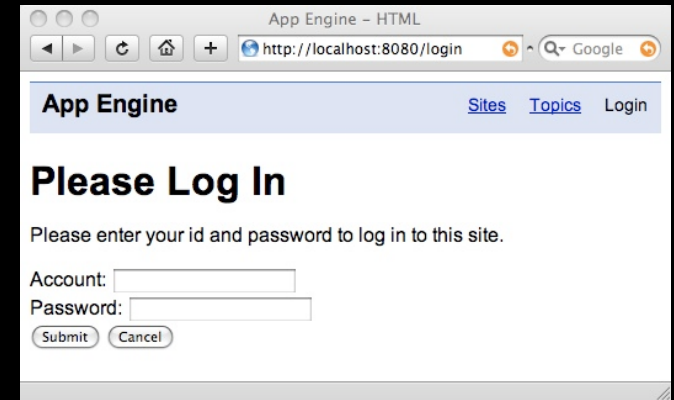 App Engine – HTML
http://localhost:8080/login
Google
App Engine Sites Topics Login
Please Log In
Please enter your id and password to log in to this site.
Account:
Password:
Submit Cancel